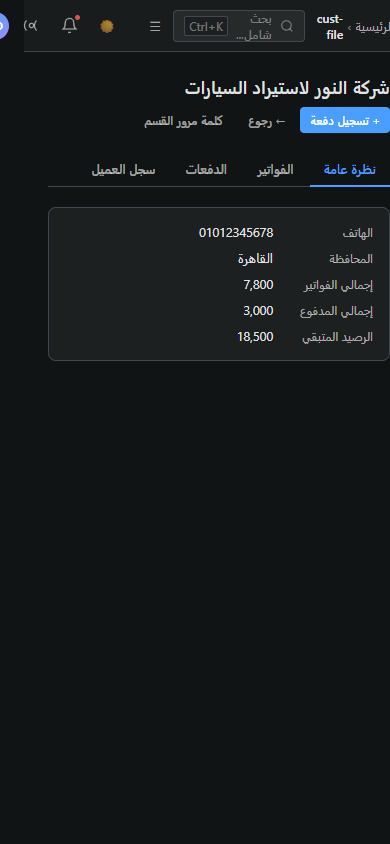 الرئيسية › cust-file
بحث شامل... Ctrl+K
شركة النور لاستيراد السيارات
+ تسجيل دفعة
← رجوع
كلمة مرور القسم
نظرة عامة
الفواتير
الدفعات
سجل العميل
الهاتف 01012345678
المحافظة القاهرة
إجمالي الفواتير 7,800
إجمالي المدفوع 3,000
الرصيد المتبقي 18,500